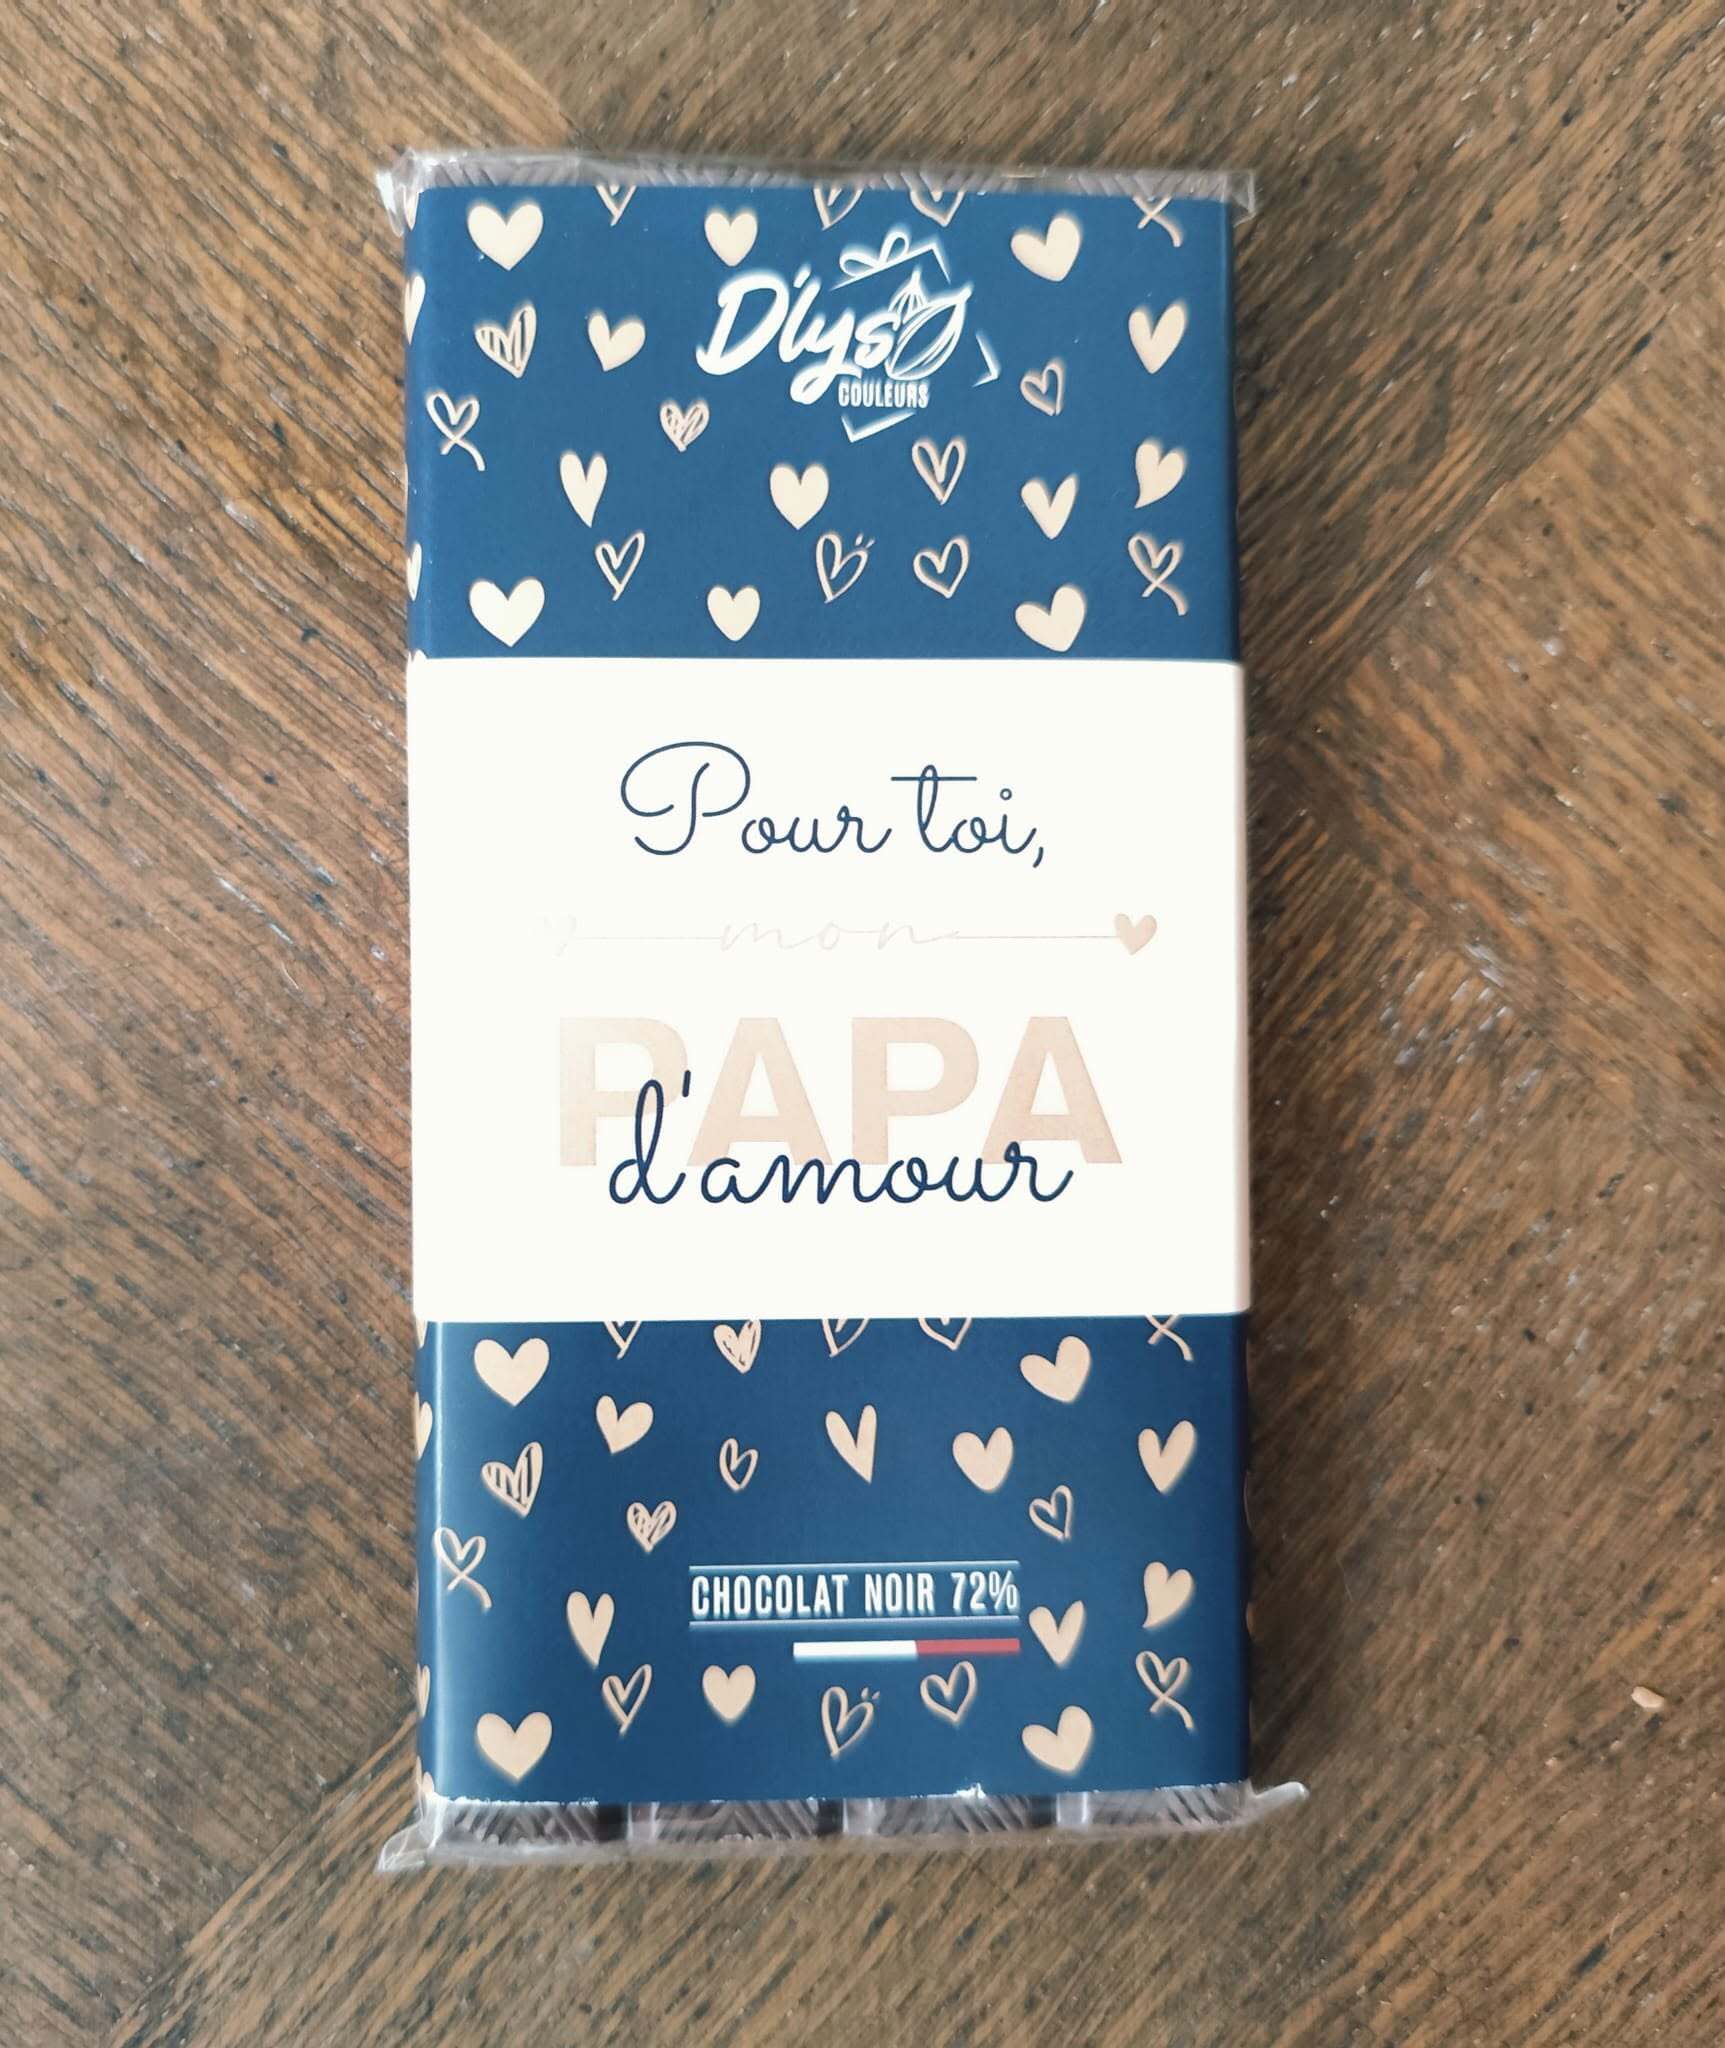 D'lys
COULEURS
Pour toi,
mon
PAPA
d'amour
CHOCOLAT NOIR 72%